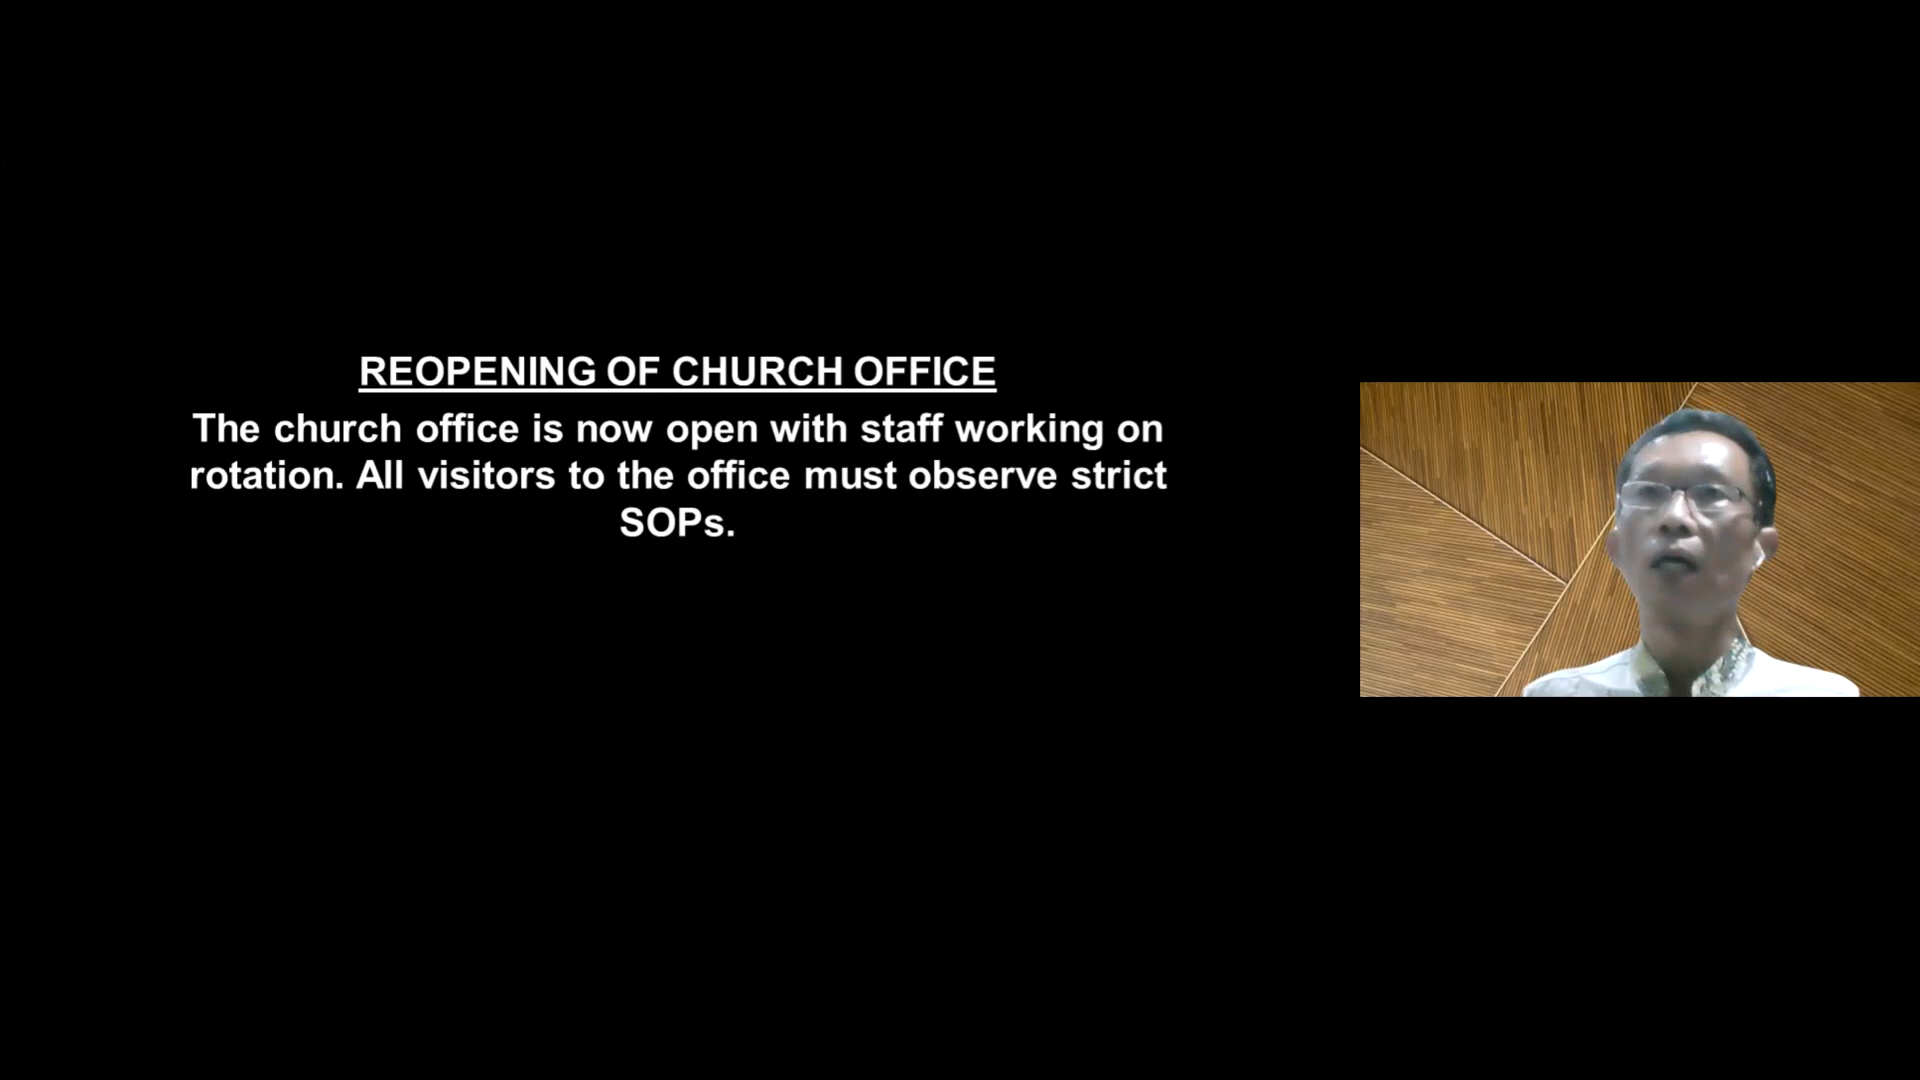 REOPENING OF CHURCH OFFICE
The church office is now open with staff working on
rotation. All visitors to the office must observe strict
SOPs.